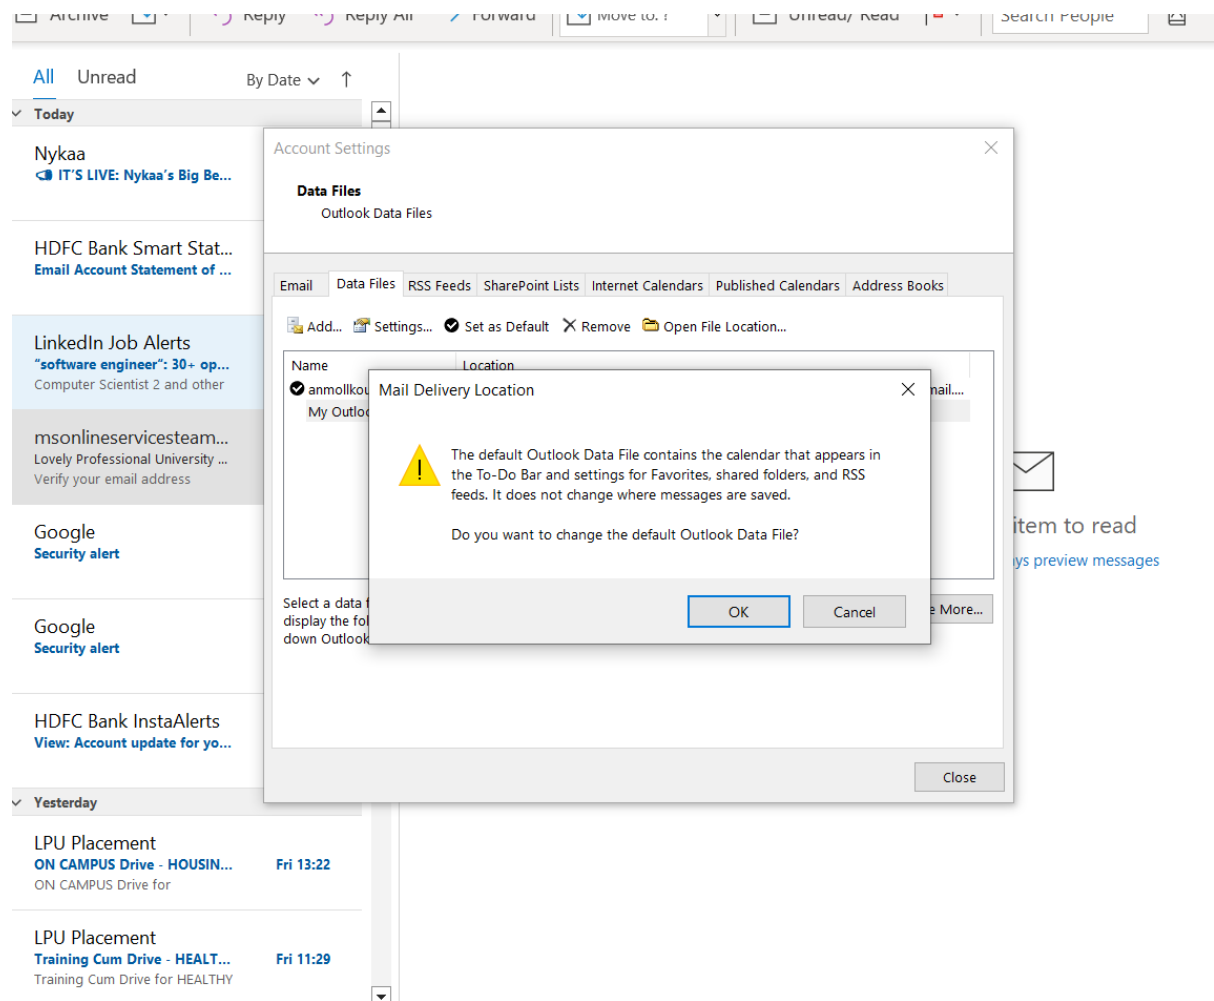 Archive
Reply
Reply All
Forward
Move to: ?
Unread/ Read
Search People
All Unread By Date
Today
Nykaa
IT'S LIVE: Nykaa's Big Be...
HDFC Bank Smart Stat...
Email Account Statement of ...
LinkedIn Job Alerts
"software engineer": 30+ op...
Computer Scientist 2 and other
msonlineservicesteam...
Lovely Professional University ...
Verify your email address
Google
Security alert
Google
Security alert
HDFC Bank InstaAlerts
View: Account update for yo...
Yesterday
LPU Placement
ON CAMPUS Drive - HOUSIN... Fri 13:22
ON CAMPUS Drive for
LPU Placement
Training Cum Drive - HEALT... Fri 11:29
Training Cum Drive for HEALTHY
Account Settings
Data Files
Outlook Data Files
Email Data Files RSS Feeds SharePoint Lists Internet Calendars Published Calendars Address Books
Add... Settings... Set as Default Remove Open File Location...
Name Location
anmollkou mail....
My Outloo
Select a data f
display the fol
down Outlook
e More...
Close
Mail Delivery Location
The default Outlook Data File contains the calendar that appears in
the To-Do Bar and settings for Favorites, shared folders, and RSS
feeds. It does not change where messages are saved.
Do you want to change the default Outlook Data File?
OK Cancel
item to read
ys preview messages